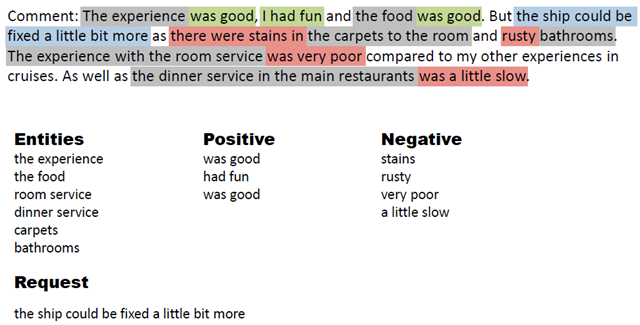 Comment: The experience was good, I had fun and the food was good. But the ship could be
fixed a little bit more as there were stains in the carpets to the room and rusty bathrooms.
The experience with the room service was very poor compared to my other experiences in
cruises. As well as the dinner service in the main restaurants was a little slow.
Entities
the experience
the food
room service
dinner service
carpets
bathrooms
Positive
was good
had fun
was good
Negative
stains
rusty
very poor
a little slow
Request
the ship could be fixed a little bit more